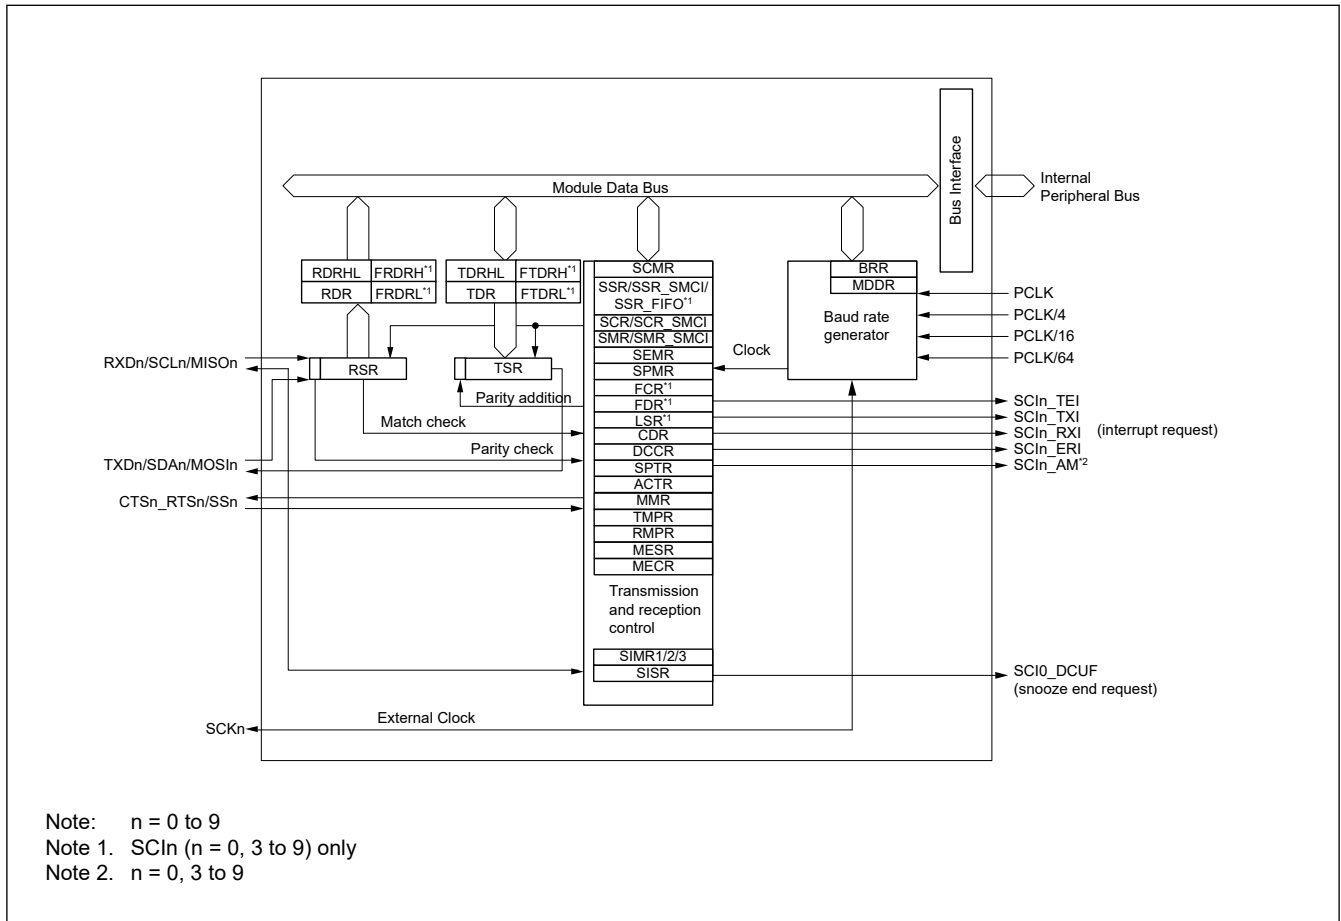 Bus Interface
Module Data Bus
Internal
Peripheral Bus
RDRHL FRDRH*1
RDR FRDRL*1
TDRHL FTDRH*1
TDR FTDRL*1
SCMR
SSR/SSR_SMCI/
SSR_FIFO*1
SCR/SCR_SMCI
SMR/SMR_SMCI
SEMR
SPMR
FCR*1
FDR*1
LSR*1
CDR
DCCR
SPTR
ACTR
MMR
TMPR
RMPR
MESR
MECR
Transmission
and reception
control
SIMR1/2/3
SISR
BRR
MDDR
Baud rate
generator
Clock
PCLK
PCLK/4
PCLK/16
PCLK/64
RXDn/SCLn/MISOn
RSR
TSR
Parity addition
Match check
Parity check
TXDn/SDAn/MOSIn
CTSn_RTSn/SSn
SCIn_TEI
SCIn_TXI
SCIn_RXI (interrupt request)
SCIn_ERI
SCIn_AM*2
SCI0_DCUF
(snooze end request)
External Clock
SCKn
Note: n = 0 to 9
Note 1. SCIn (n = 0, 3 to 9) only
Note 2. n = 0, 3 to 9